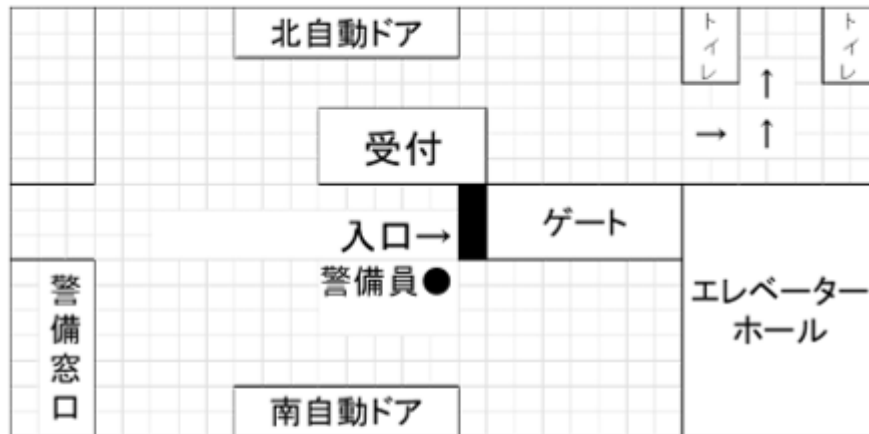 北自動ドア
トイレ
トイレ
↑
受付
→ ↑
入口→
ゲート
警備員●
警備窓口
エレベーター
ホール
南自動ドア